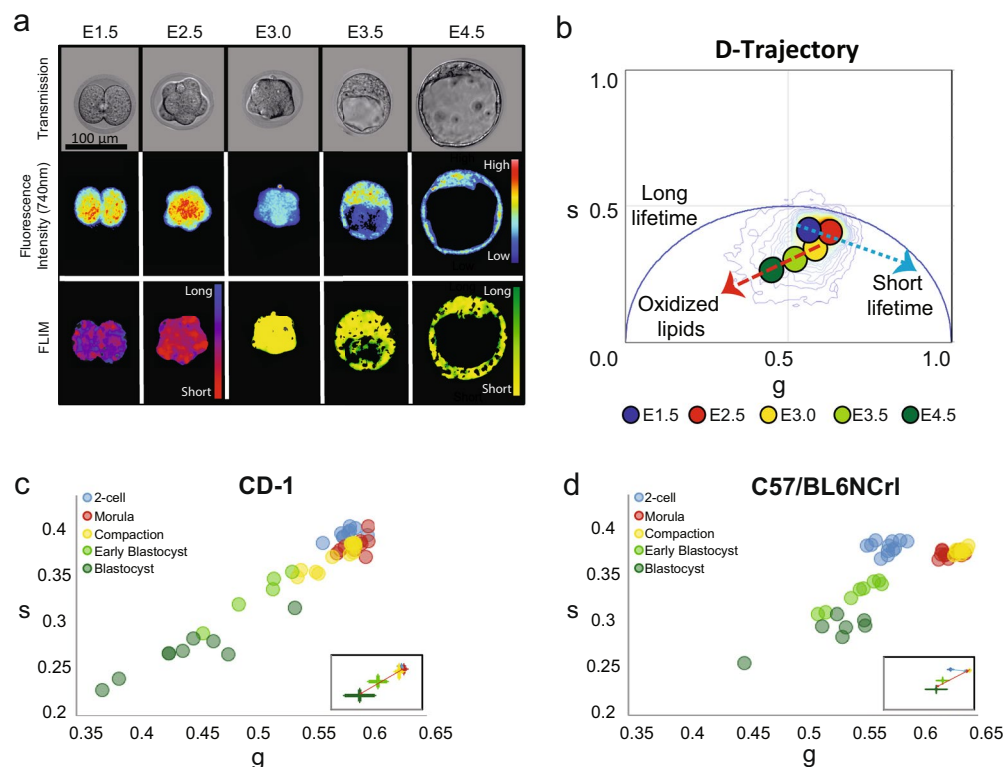 a
E1.5 E2.5 E3.0 E3.5 E4.5
Transmission
100 µm
Fluorescence
Intensity (740nm)
High
Low
FLIM
Long
Short
Long
Short
b
D-Trajectory
1.0
s
0.5
Long
lifetime
Oxidized
lipids
Short
lifetime
0.0 0.5 1.0
g
E1.5 E2.5 E3.0 E3.5 E4.5
c
CD-1
2-cell
Morula
Compaction
Early Blastocyst
Blastocyst
0.4
0.35
s
0.3
0.25
0.2
0.35 0.4 0.45 0.5 0.55 0.6 0.65
g
d
C57/BL6NCrl
2-cell
Morula
Compaction
Early Blastocyst
Blastocyst
0.4
0.35
s
0.3
0.25
0.2
0.35 0.4 0.45 0.5 0.55 0.6 0.65
g